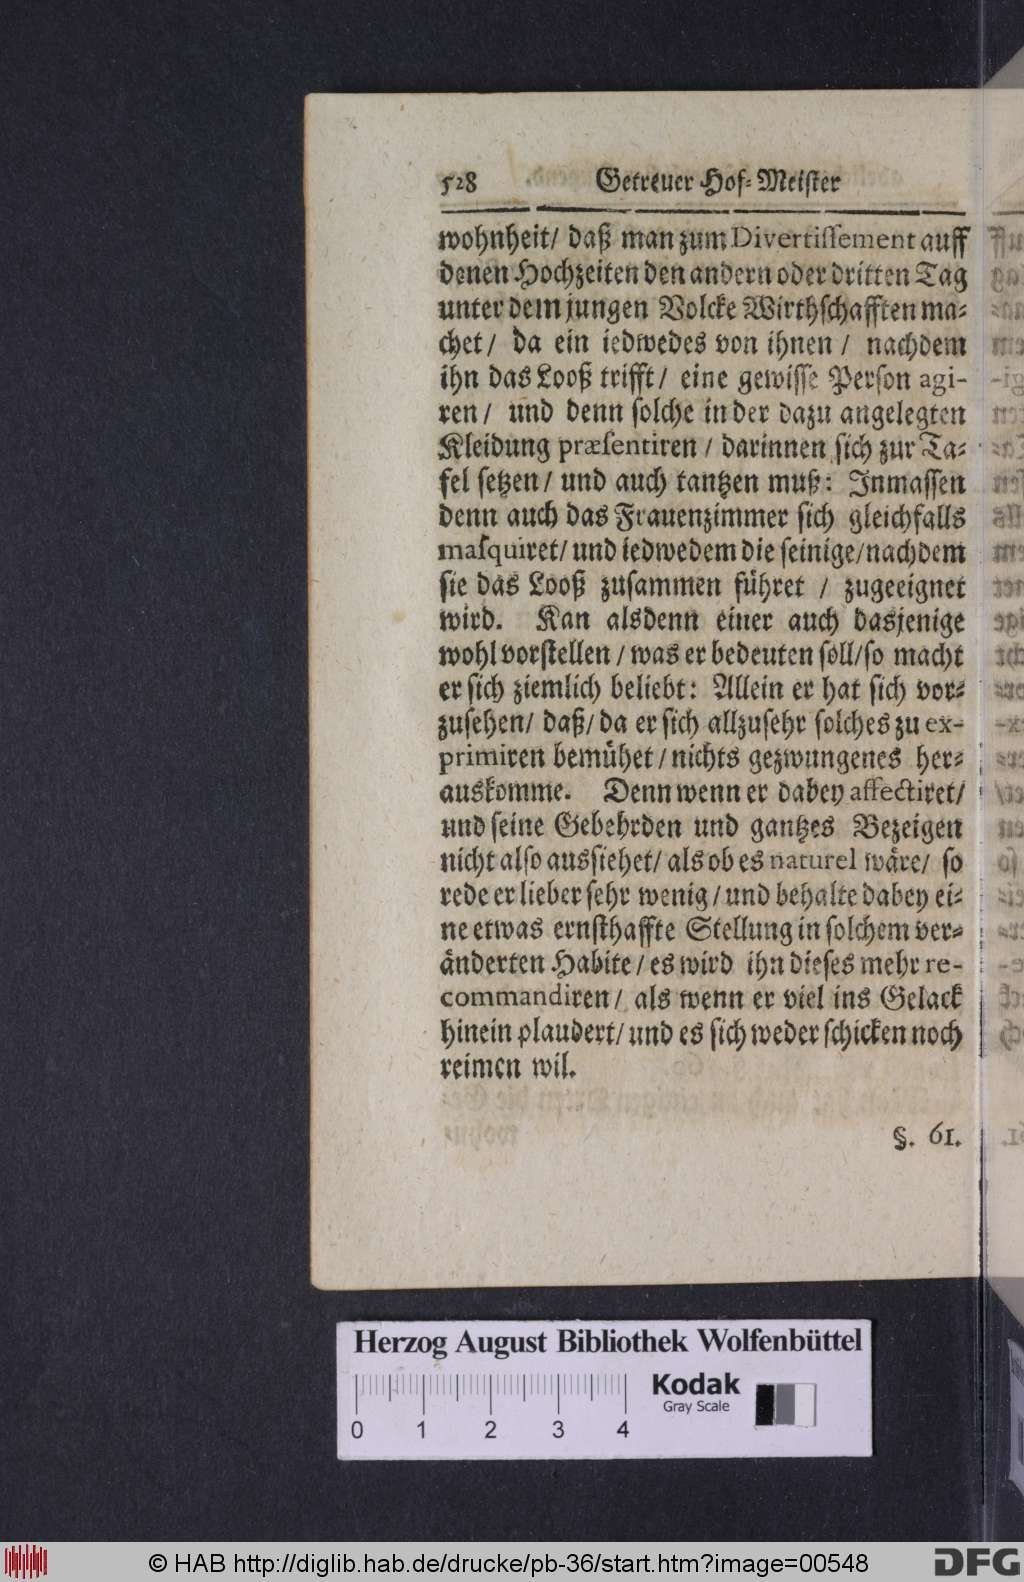 528 Getreuer Hof-Meister
wohnheit/ daß man zum Divertissement auff
denen Hochzeiten den andern oder dritten Tag
unter dem jungen Volcke Wirthschafften ma-
chet/ da ein iedwedes von ihnen / nachdem
ihn das Looß trifft/ eine gewisse Person agi-
ren/ und denn solche in der dazu angelegten
Kleidung præsentiren / darinnen sich zur Ta-
fel setzen/ und auch tantzen muß: Inmassen
denn auch das Frauenzimmer sich gleichfalls
masquiret/ und iedwedem die seinige/nachdem
sie das Looß zusammen führet / zugeeignet
wird. Kan alsdenn einer auch dasjenige
wohl vorstellen / was er bedeuten soll/so macht
er sich ziemlich beliebt: Allein er hat sich vor-
zusehen/ daß/ da er sich allzusehr solches zu ex-
primiren bemühet / nichts gezwungenes her-
auskomme. Denn wenn er dabey affectiret/
und seine Gebehrden und gantzes Bezeigen
nicht also aussiehet/ als ob es naturel wäre/ so
rede er lieber sehr wenig / und behalte dabey ei-
ne etwas ernsthaffte Stellung in solchem ver-
änderten Habite / es wird ihn dieses mehr re-
commandiren/ als wenn er viel ins Gelack
hinein plaudert/ und es sich weder schicken noch
reimen wil.
§. 61.
Herzog August Bibliothek Wolfenbüttel
Kodak
Gray Scale
0 1 2 3 4
© HAB http://diglib.hab.de/drucke/pb-36/start.htm?image=00548
DFG